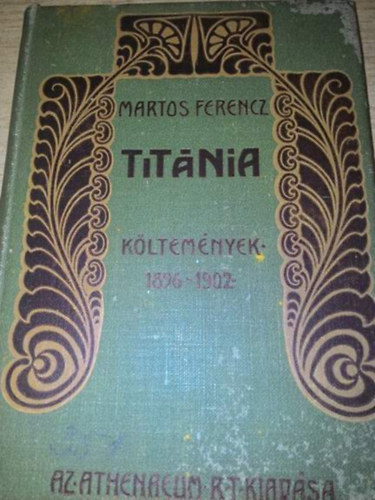 MARTOS FERENCZ
TITÁNIA
KÖLTEMÉNYEK·
1896·1902·
AZ·ATHENAEUM·R·T·KIADÁSA